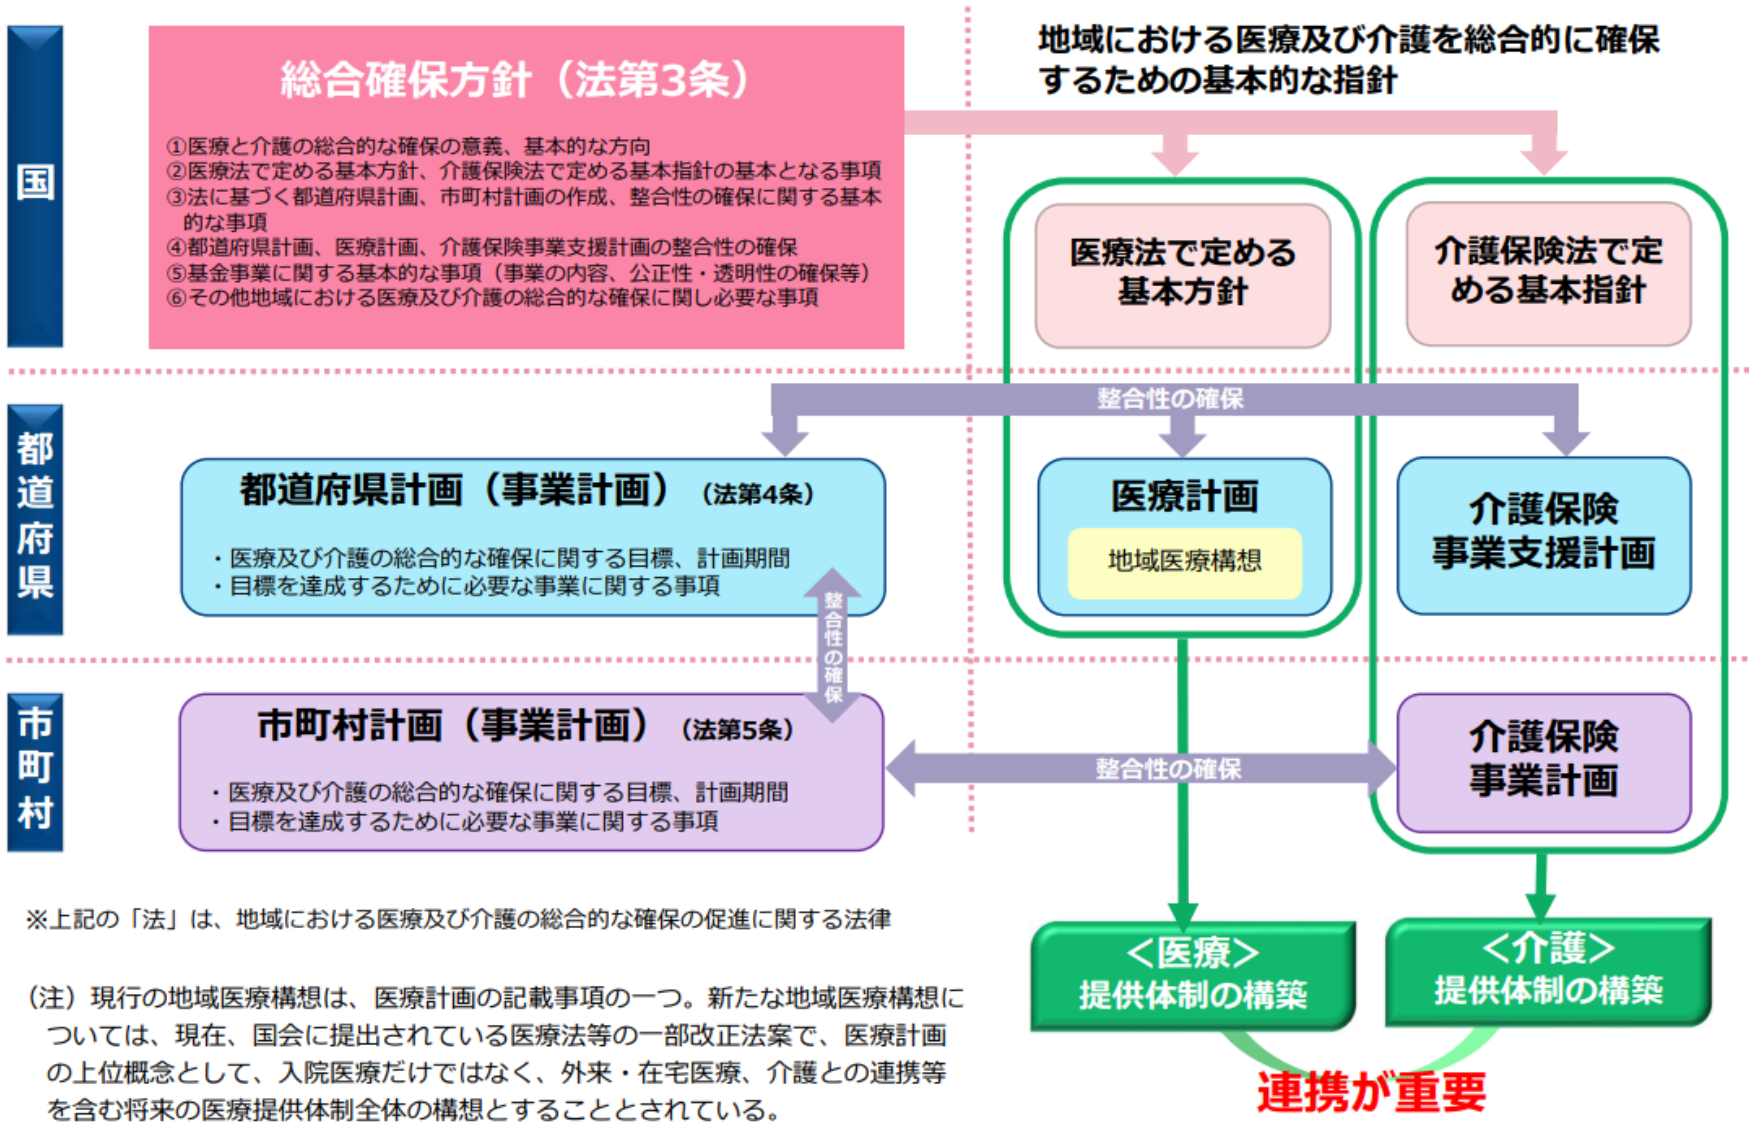 国
総合確保方針（法第3条）
①医療と介護の総合的な確保の意義、基本的な方向
②医療法で定める基本方針、介護保険法で定める基本指針の基本となる事項
③法に基づく都道府県計画、市町村計画の作成、整合性の確保に関する基本
的な事項
④都道府県計画、医療計画、介護保険事業支援計画の整合性の確保
⑤基金事業に関する基本的な事項（事業の内容、公正性・透明性の確保等）
⑥その他地域における医療及び介護の総合的な確保に関し必要な事項
地域における医療及び介護を総合的に確保
するための基本的な指針
医療法で定める
基本方針
介護保険法で定
める基本指針
都道府県
整合性の確保
都道府県計画（事業計画）（法第4条）
・医療及び介護の総合的な確保に関する目標、計画期間
・目標を達成するために必要な事業に関する事項
医療計画
地域医療構想
介護保険
事業支援計画
整合性の確保
市町村
市町村計画（事業計画）（法第5条）
・医療及び介護の総合的な確保に関する目標、計画期間
・目標を達成するために必要な事業に関する事項
整合性の確保
介護保険
事業計画
※上記の「法」は、地域における医療及び介護の総合的な確保の促進に関する法律
（注）現行の地域医療構想は、医療計画の記載事項の一つ。新たな地域医療構想に
ついては、現在、国会に提出されている医療法等の一部改正法案で、医療計画
の上位概念として、入院医療だけではなく、外来・在宅医療、介護との連携等
を含む将来の医療提供体制全体の構想とすることとされている。
＜医療＞
提供体制の構築
＜介護＞
提供体制の構築
連携が重要